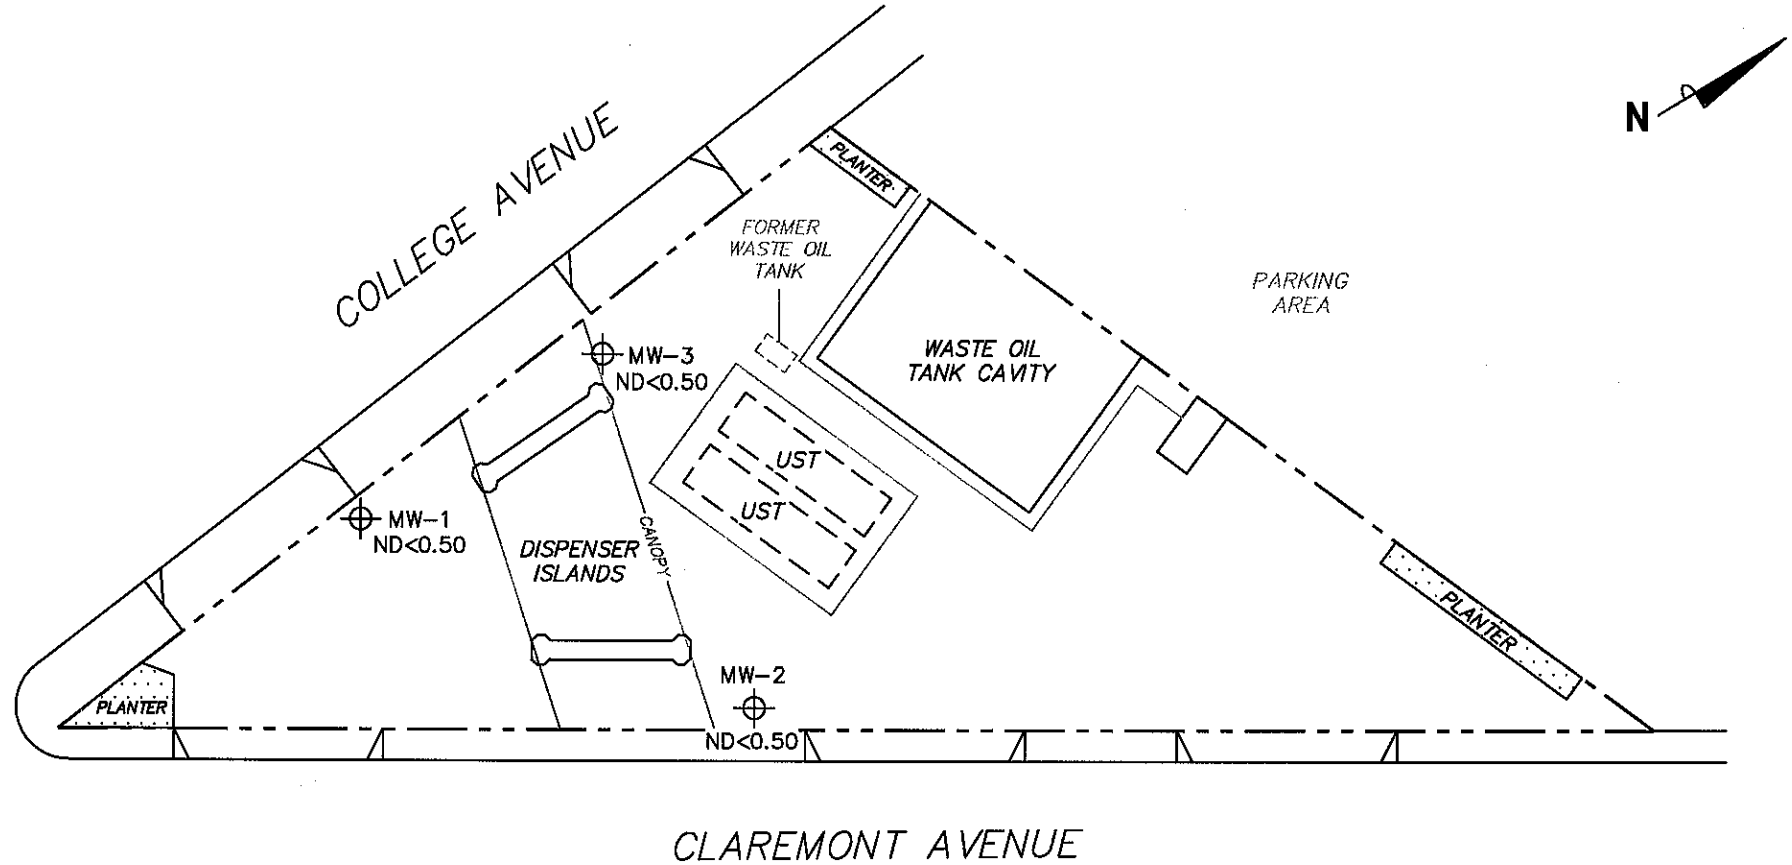 COLLEGE AVENUE
N
PLANTER
FORMER
WASTE OIL
TANK
PARKING
AREA
WASTE OIL
TANK CAVITY
MW-3
ND<0.50
UST
UST
MW-1
ND<0.50
CANOPY
DISPENSER
ISLANDS
PLANTER
MW-2
ND<0.50
PLANTER
CLAREMONT AVENUE